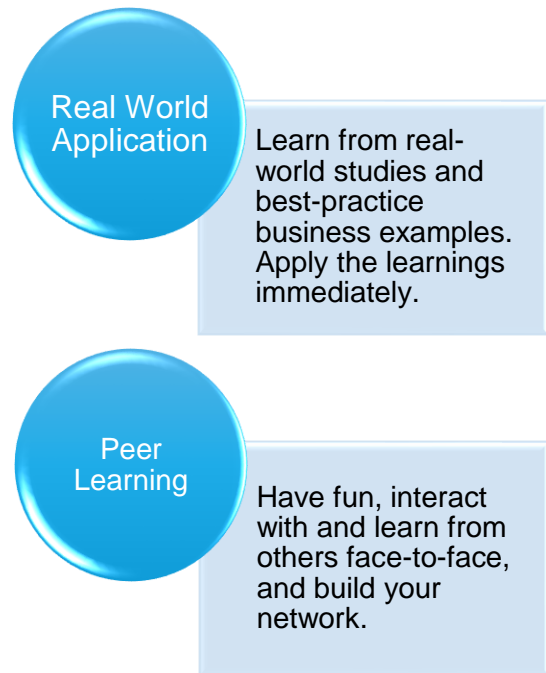 Real World
Application
Learn from real-
world studies and
best-practice
business examples.
Apply the learnings
immediately.
Peer
Learning
Have fun, interact
with and learn from
others face-to-face,
and build your
network.